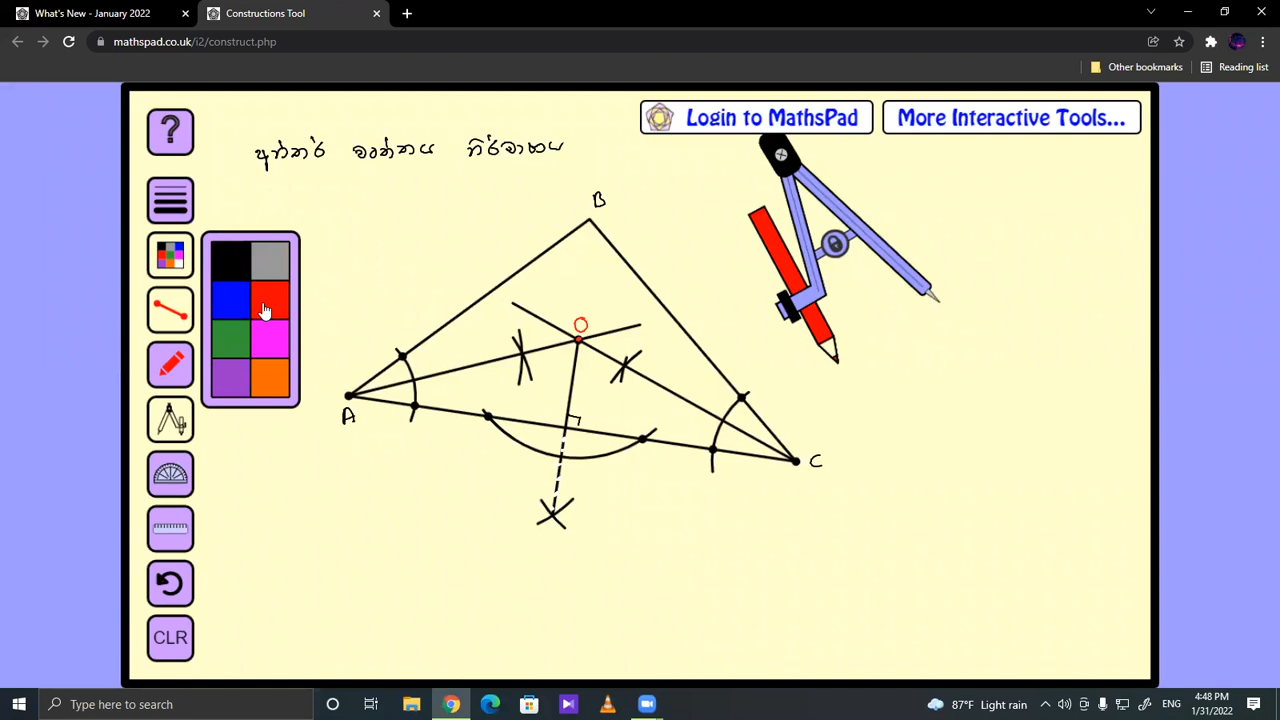 What's New - January 2022
Constructions Tool
mathspad.co.uk/i2/construct.php
Other bookmarks
Reading list
?
Login to MathsPad
More Interactive Tools...
අන්තර් වෘත්තය නිර්මාණය
B
O
A
C
CLR
Type here to search
87°F Light rain
4:48 PM
1/31/2022